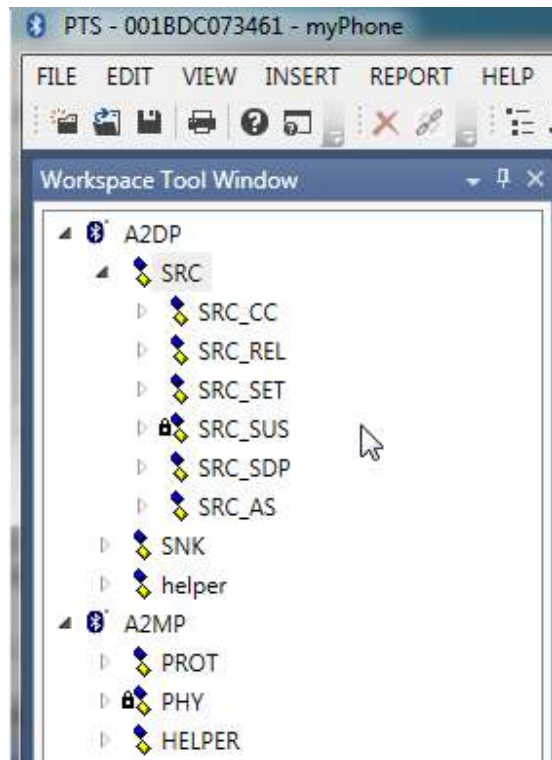 PTS - 001BDC073461 - myPhone
FILE EDIT VIEW INSERT REPORT HELP
Workspace Tool Window
A2DP
SRC
SRC_CC
SRC_REL
SRC_SET
SRC_SUS
SRC_SDP
SRC_AS
SNK
helper
A2MP
PROT
PHY
HELPER